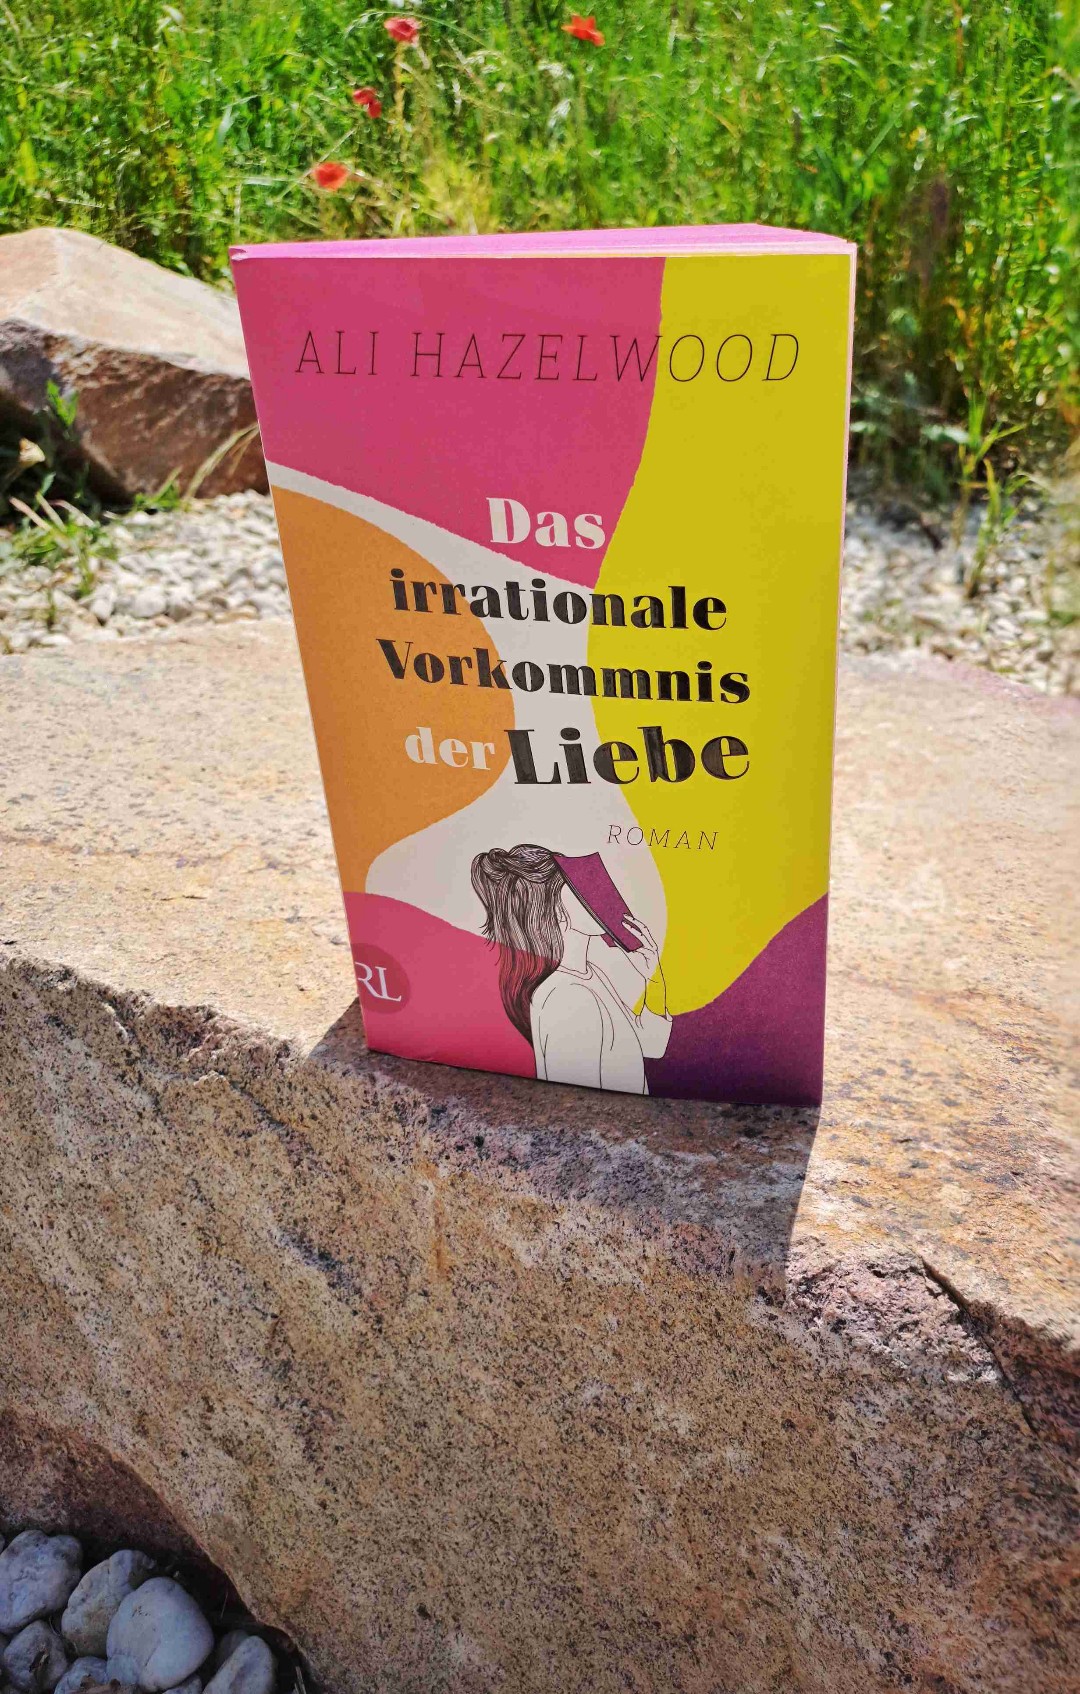 ALI HAZELWOOD
Das
irrationale
Vorkommnis
der Liebe
ROMAN
RL